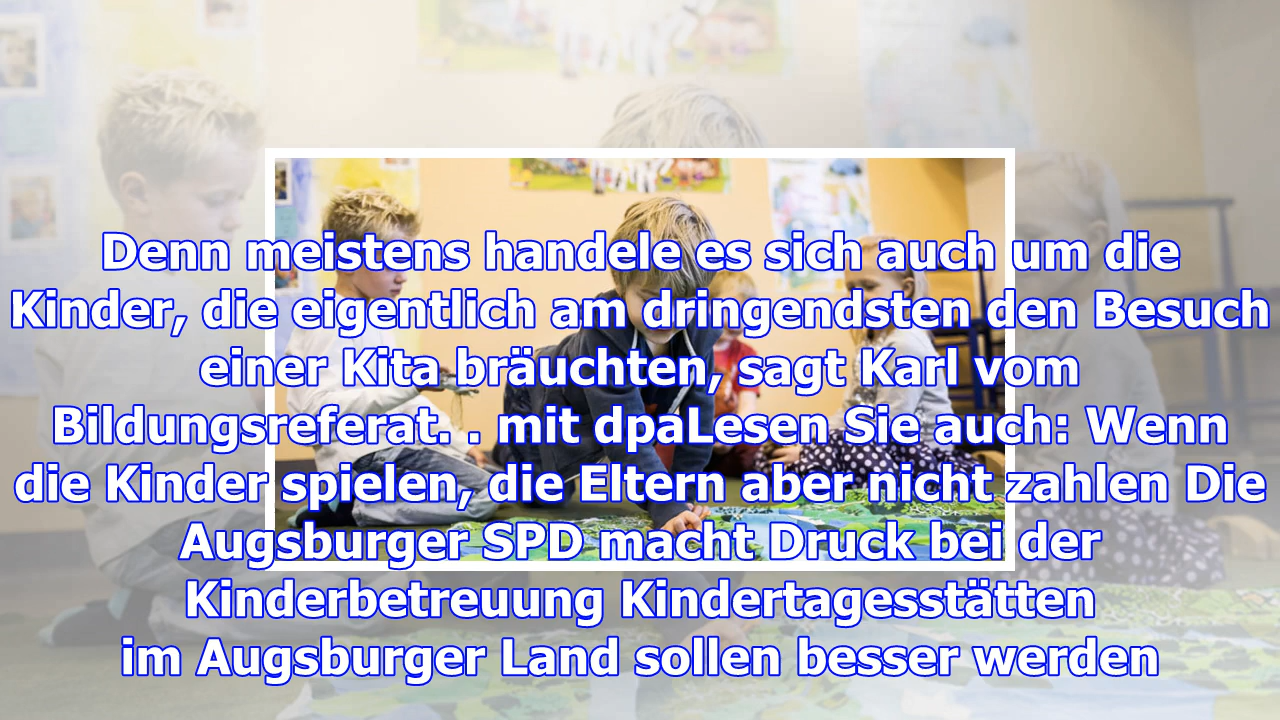 Denn meistens handele es sich auch um die
Kinder, die eigentlich am dringendsten den Besuch
einer Kita bräuchten, sagt Karl vom
Bildungsreferat. . mit dpaLesen Sie auch: Wenn
die Kinder spielen, die Eltern aber nicht zahlen Die
Augsburger SPD macht Druck bei der
Kinderbetreuung Kindertagesstätten
im Augsburger Land sollen besser werden